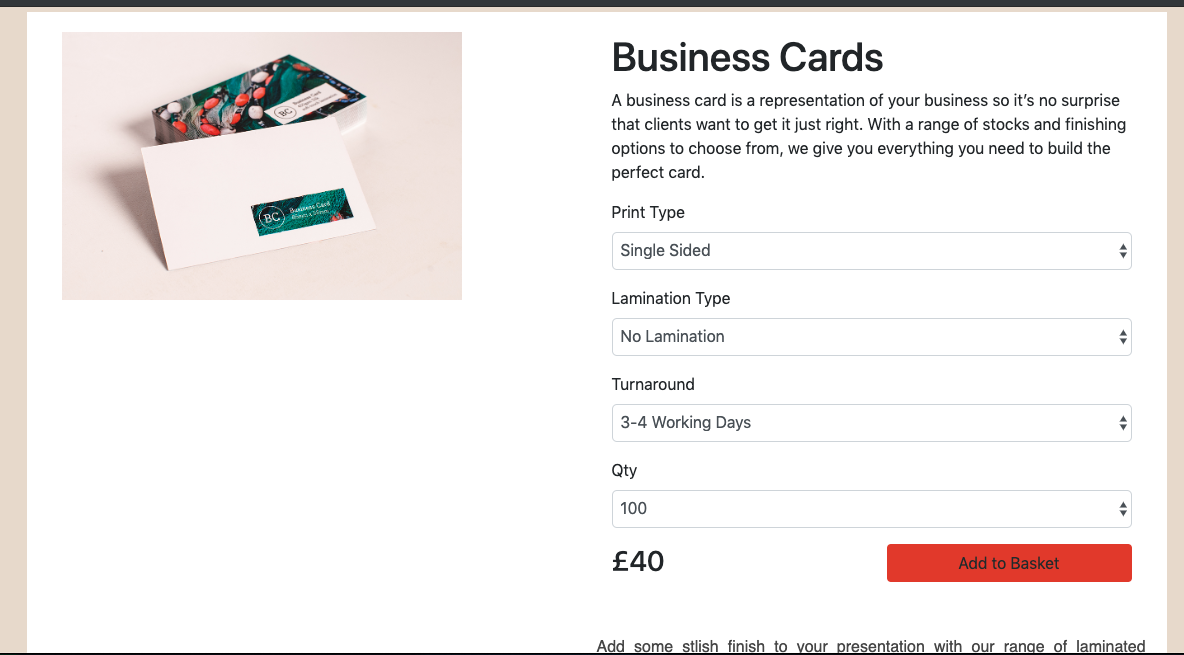 BC
Business Card
BC
Business Card
85mm x 55mm
Business Cards
A business card is a representation of your business so it’s no surprise
that clients want to get it just right. With a range of stocks and finishing
options to choose from, we give you everything you need to build the
perfect card.
Print Type
Single Sided
Lamination Type
No Lamination
Turnaround
3-4 Working Days
Qty
100
£40
Add to Basket
Add some stlish finish to your presentation with our range of laminated